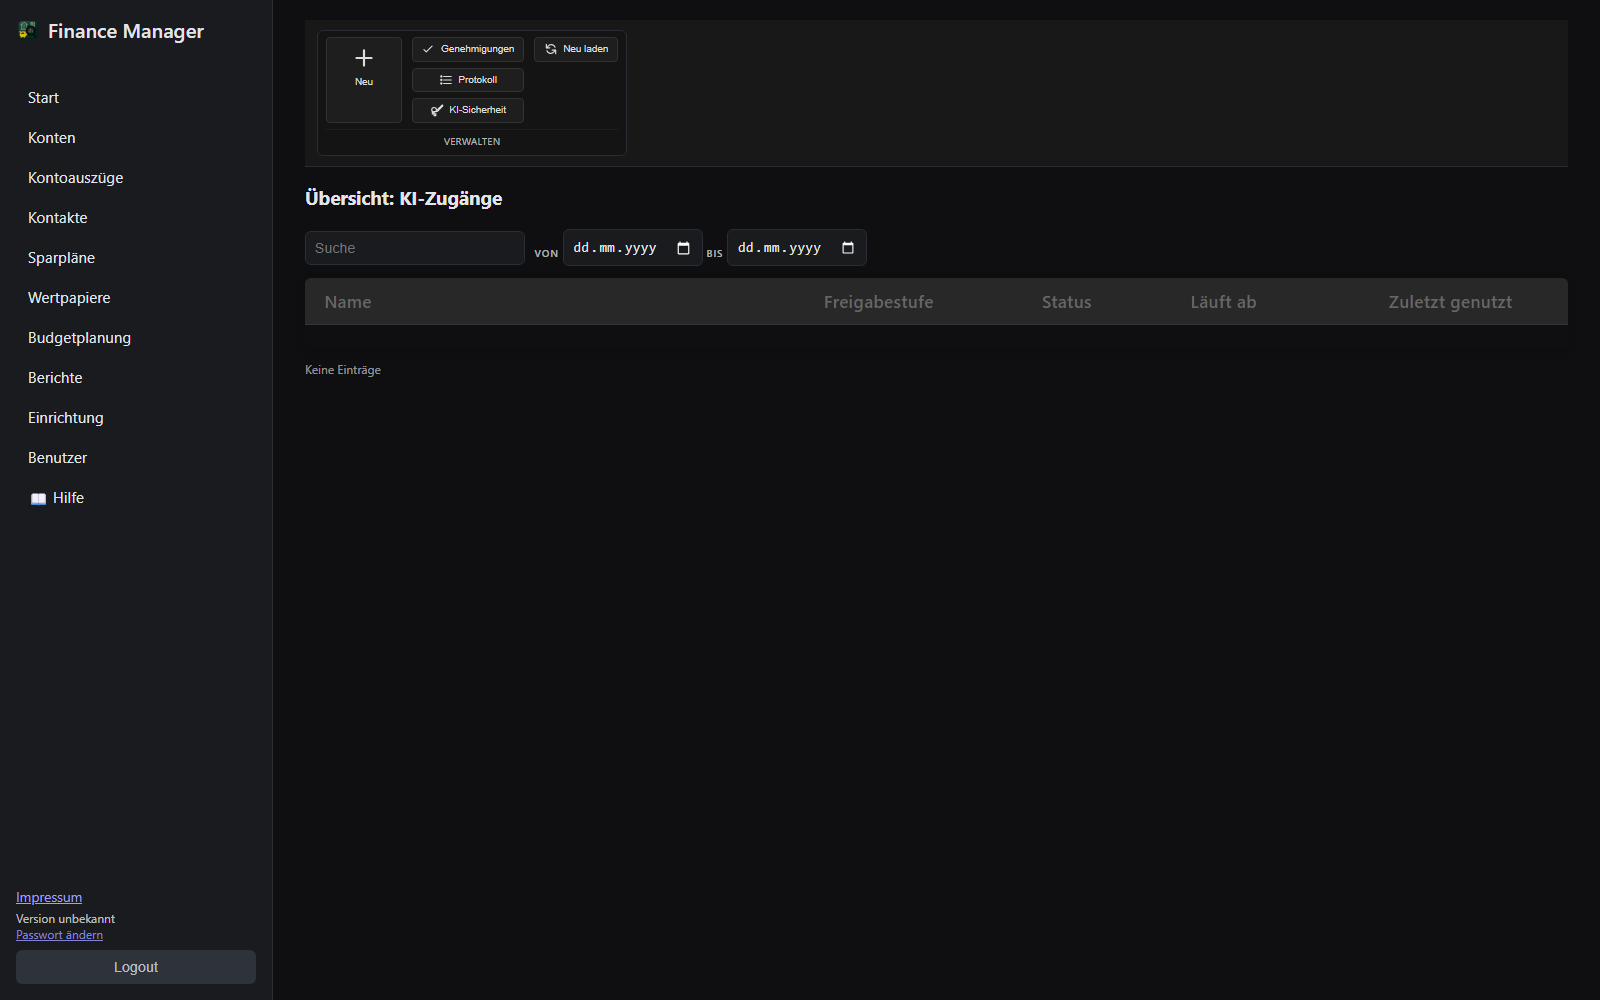 Finance Manager
Start
Konten
Kontoauszüge
Kontakte
Sparpläne
Wertpapiere
Budgetplanung
Berichte
Einrichtung
Benutzer
Hilfe
Impressum
Version unbekannt
Passwort ändern
Logout
Neu
Genehmigungen
Neu laden
Protokoll
KI-Sicherheit
VERWALTEN
Übersicht: KI-Zugänge
Suche VON dd.mm.yyyy BIS dd.mm.yyyy
Name Freigabestufe Status Läuft ab Zuletzt genutzt
Keine Einträge